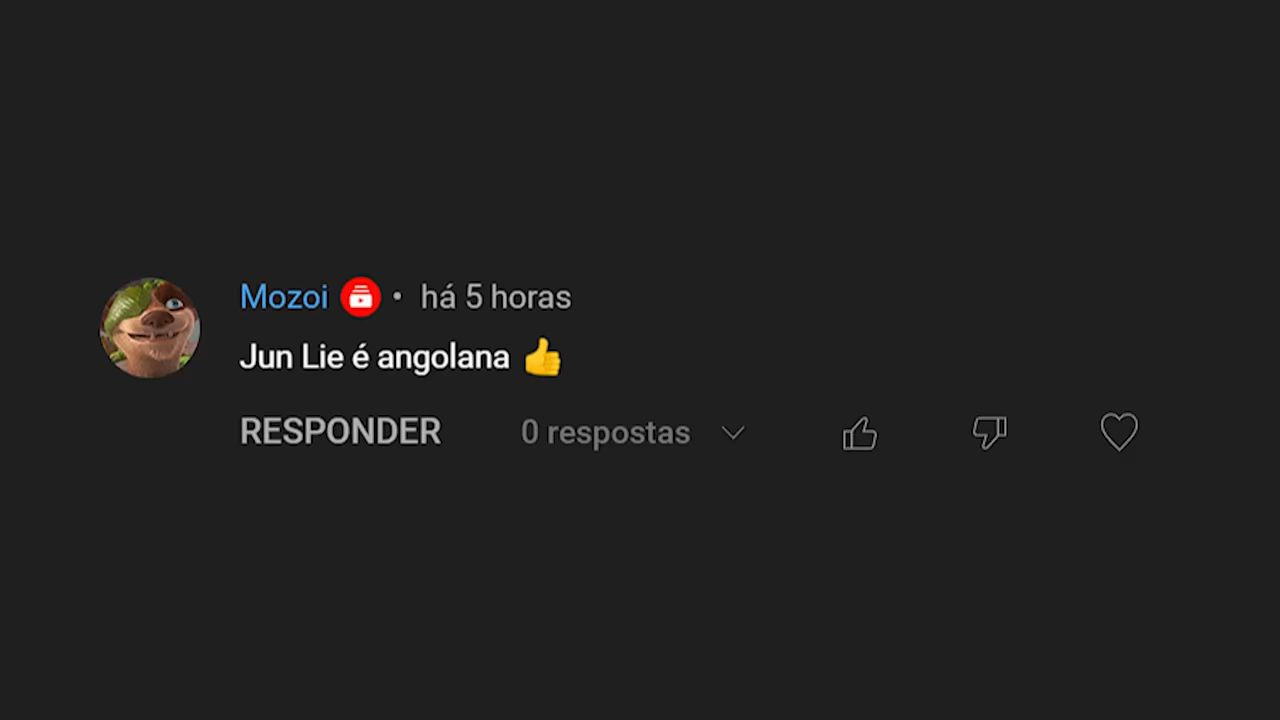 Mozoi • há 5 horas
Jun Lie é angolana 👍
RESPONDER 0 respostas